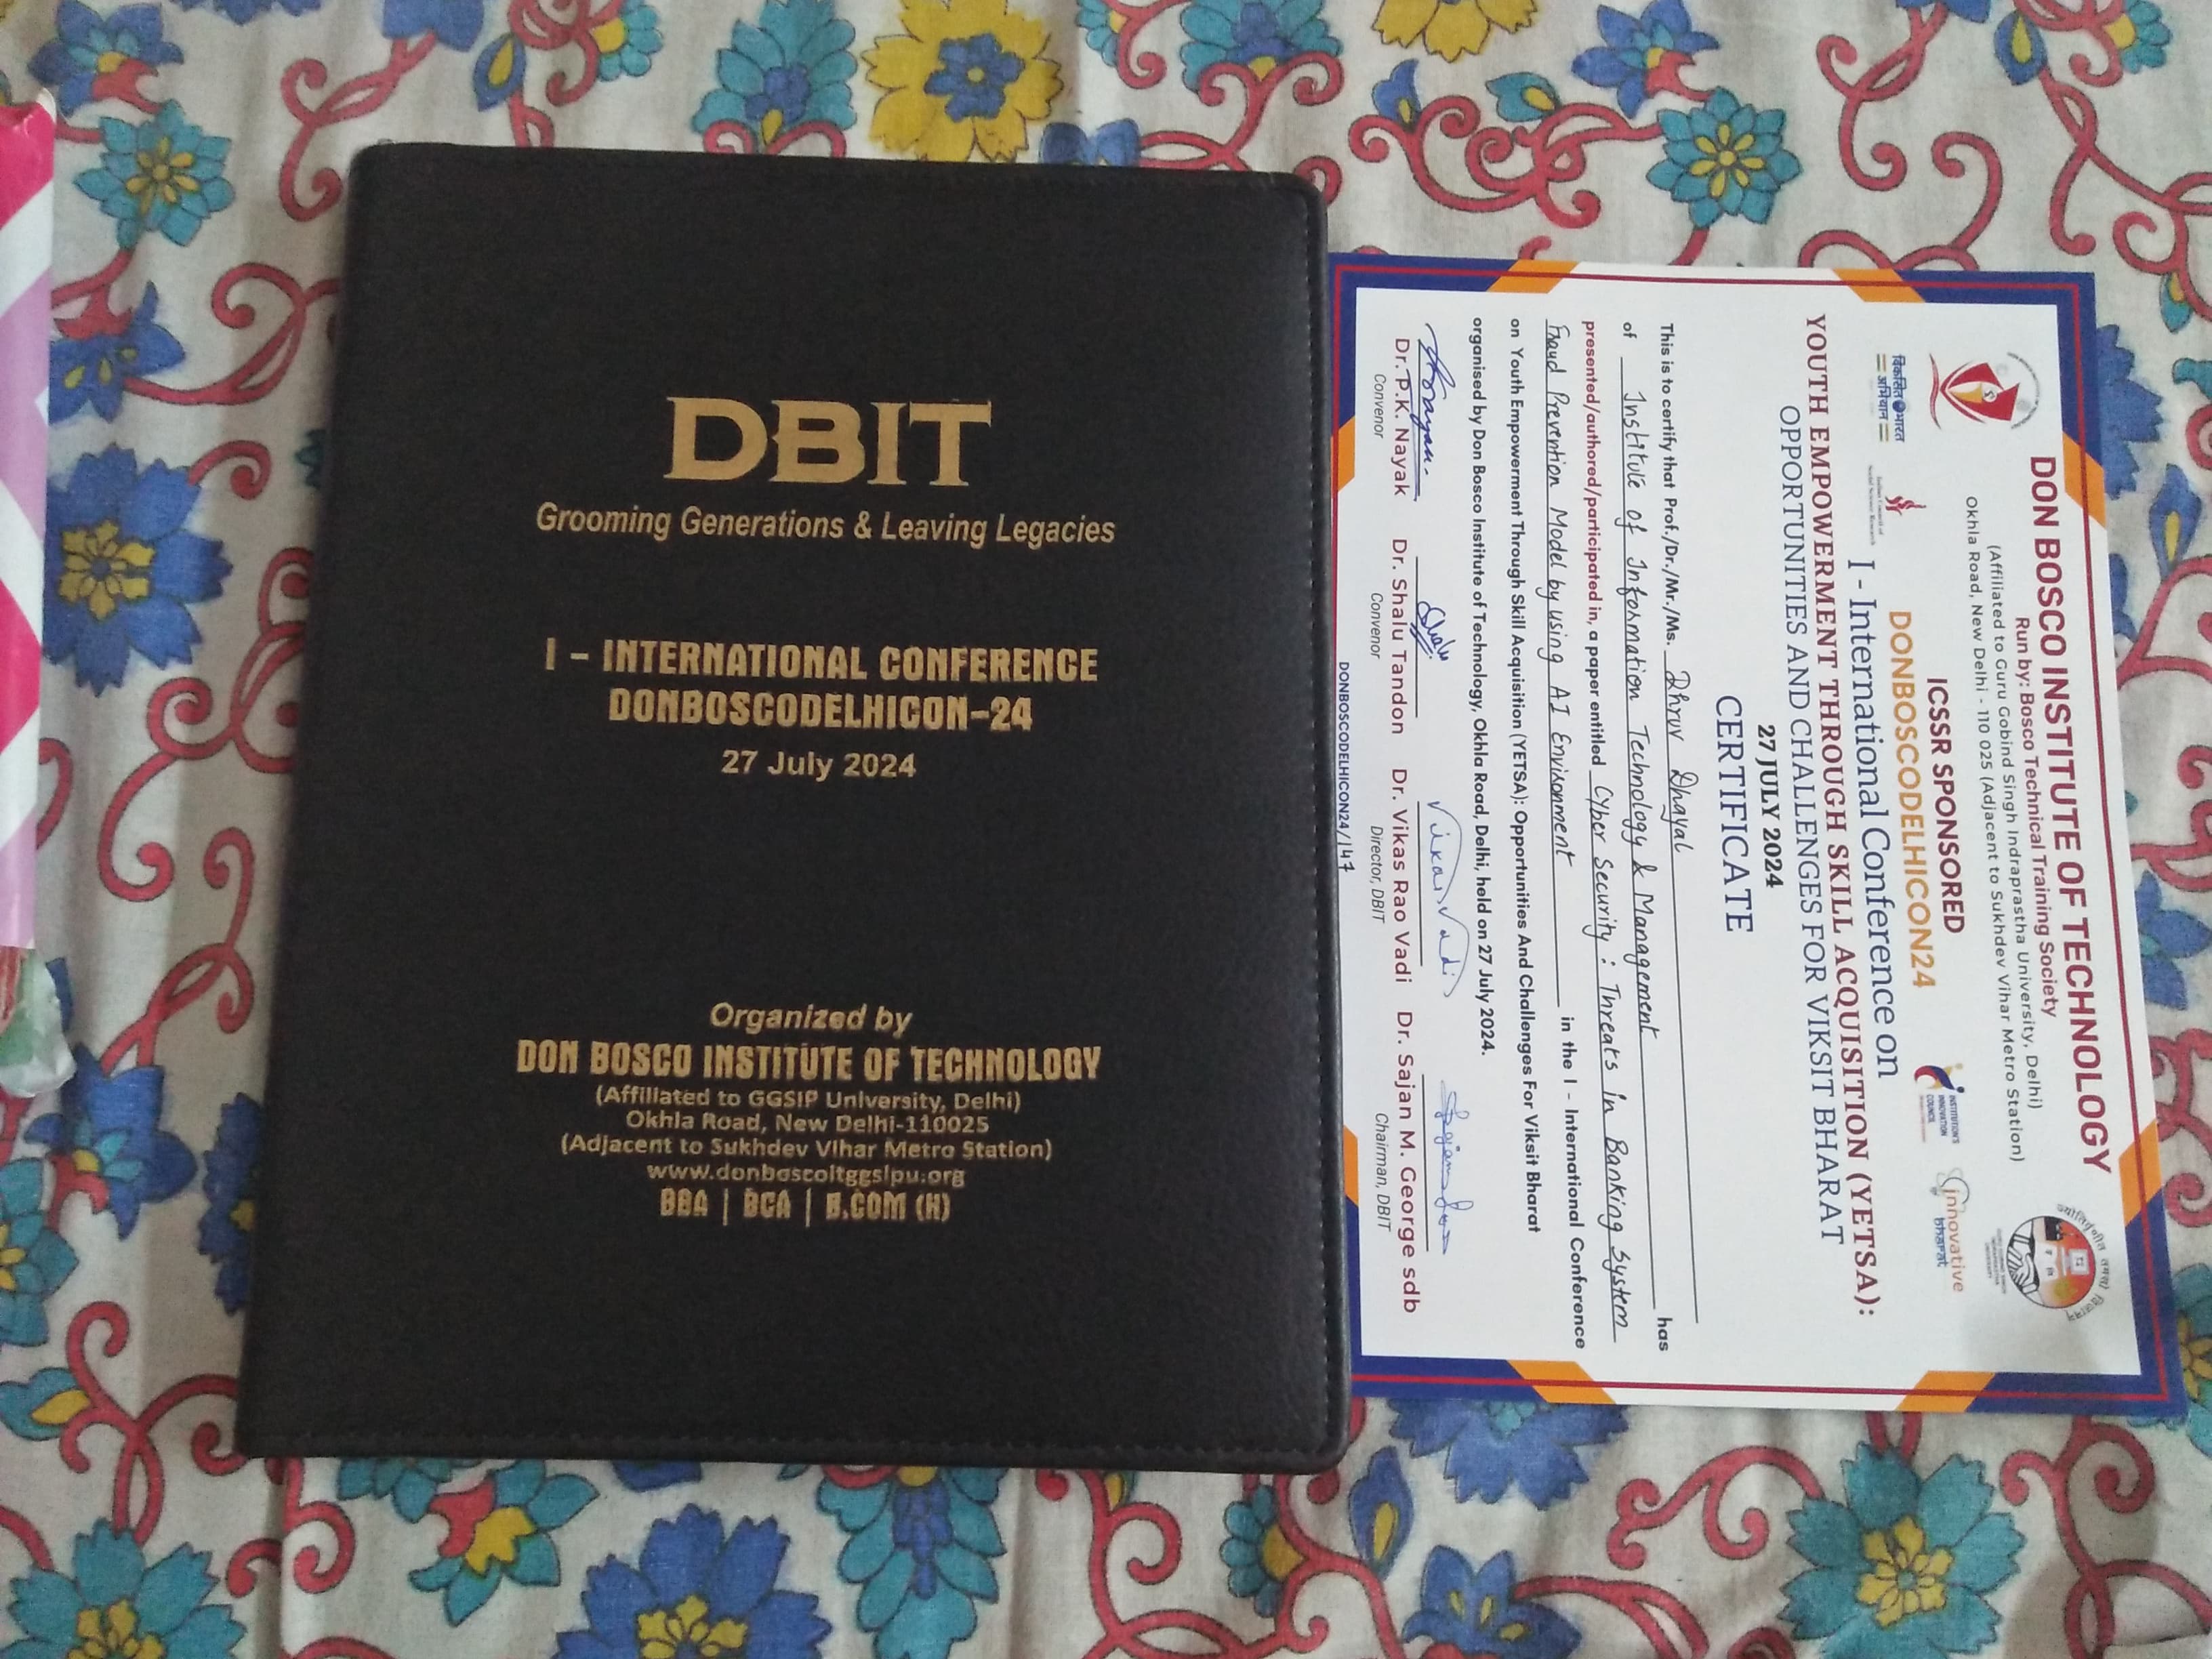 DBIT
Grooming Generations & Leaving Legacies
I - INTERNATIONAL CONFERENCE
DONBOSCODELHICON-24
27 July 2024
Organized by
DON BOSCO INSTITUTE OF TECHNOLOGY
(Affiliated to GGSIP University, Delhi)
Okhla Road, New Delhi-110025
(Adjacent to Sukhdev Vihar Metro Station)
www.donboscoitggsipu.org
BBA | BCA | B.COM (H)
DON BOSCO INSTITUTE OF TECHNOLOGY
Run by: Bosco Technical Training Society
(Affiliated to Guru Gobind Singh Indraprastha University, Delhi)
Okhla Road, New Delhi - 110 025 (Adjacent to Sukhdev Vihar Metro Station)
विकसित भारत
अभियान
ICSSR SPONSORED
DONBOSCODELHICON24
INSTITUTION'S
INNOVATION
COUNCIL
innovative
bharat
I - International Conference on
YOUTH EMPOWERMENT THROUGH SKILL ACQUISITION (YETSA):
OPPORTUNITIES AND CHALLENGES FOR VIKSIT BHARAT
27 JULY 2024
CERTIFICATE
This is to certify that Prof./Dr./Mr./Ms. Dhruv Dhayal
of Institute of Information Technology & Management has
presented/authored/participated in, a paper entitled Cyber Security : Threats in Banking System
Fraud Prevention Model by using AI Environment in the I - International Conference
on Youth Empowerment Through Skill Acquisition (YETSA): Opportunities And Challenges For Viksit Bharat
organised by Don Bosco Institute of Technology, Okhla Road, Delhi, held on 27 July 2024.
Vikas Vadi
Dr. P.K. Nayak Dr. Shalu Tandon Dr. Vikas Rao Vadi Dr. Sajan M. George sdb
Convenor Convenor Director, DBIT Chairman, DBIT
DONBOSCODELHICON24/147